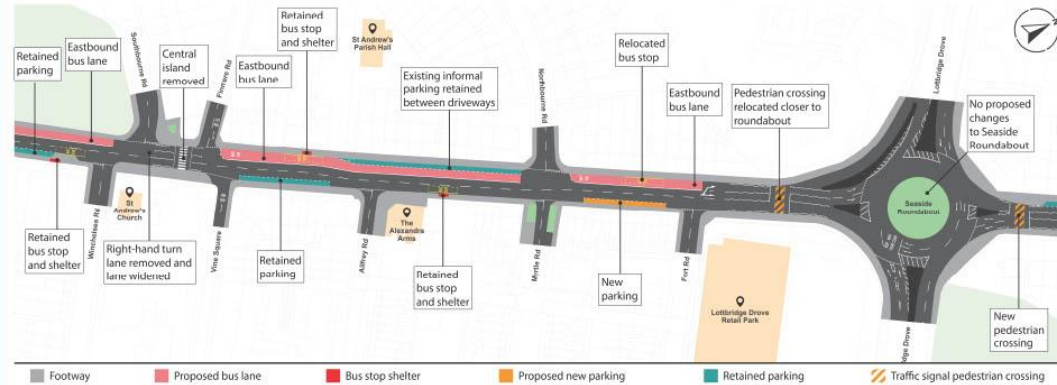 Retained
parking
Eastbound
bus lane
Southbourne Rd
Central
island
removed
Finmere Rd
Eastbound
bus lane
Retained
bus stop
and shelter
St Andrew's
Parish Hall
Existing informal
parking retained
between driveways
Northbourne Rd
Relocated
bus stop
Eastbound
bus lane
Pedestrian crossing
relocated closer to
roundabout
Lottbridge Drove
No proposed
changes
to Seaside
Roundabout
Seaside
Roundabout
Retained
bus stop
and shelter
Winchelsea Rd
St
Andrew's
Church
Right-hand turn
lane removed and
lane widened
Vine Square
Retained
parking
Allfrey Rd
The
Alexandra
Arms
Retained
bus stop
and shelter
Myrtle Rd
New
parking
Fort Rd
Lottbridge Drove
Retail Park
Drove
New
pedestrian
crossing
Footway
Proposed bus lane
Bus stop shelter
Proposed new parking
Retained parking
Traffic signal pedestrian crossing